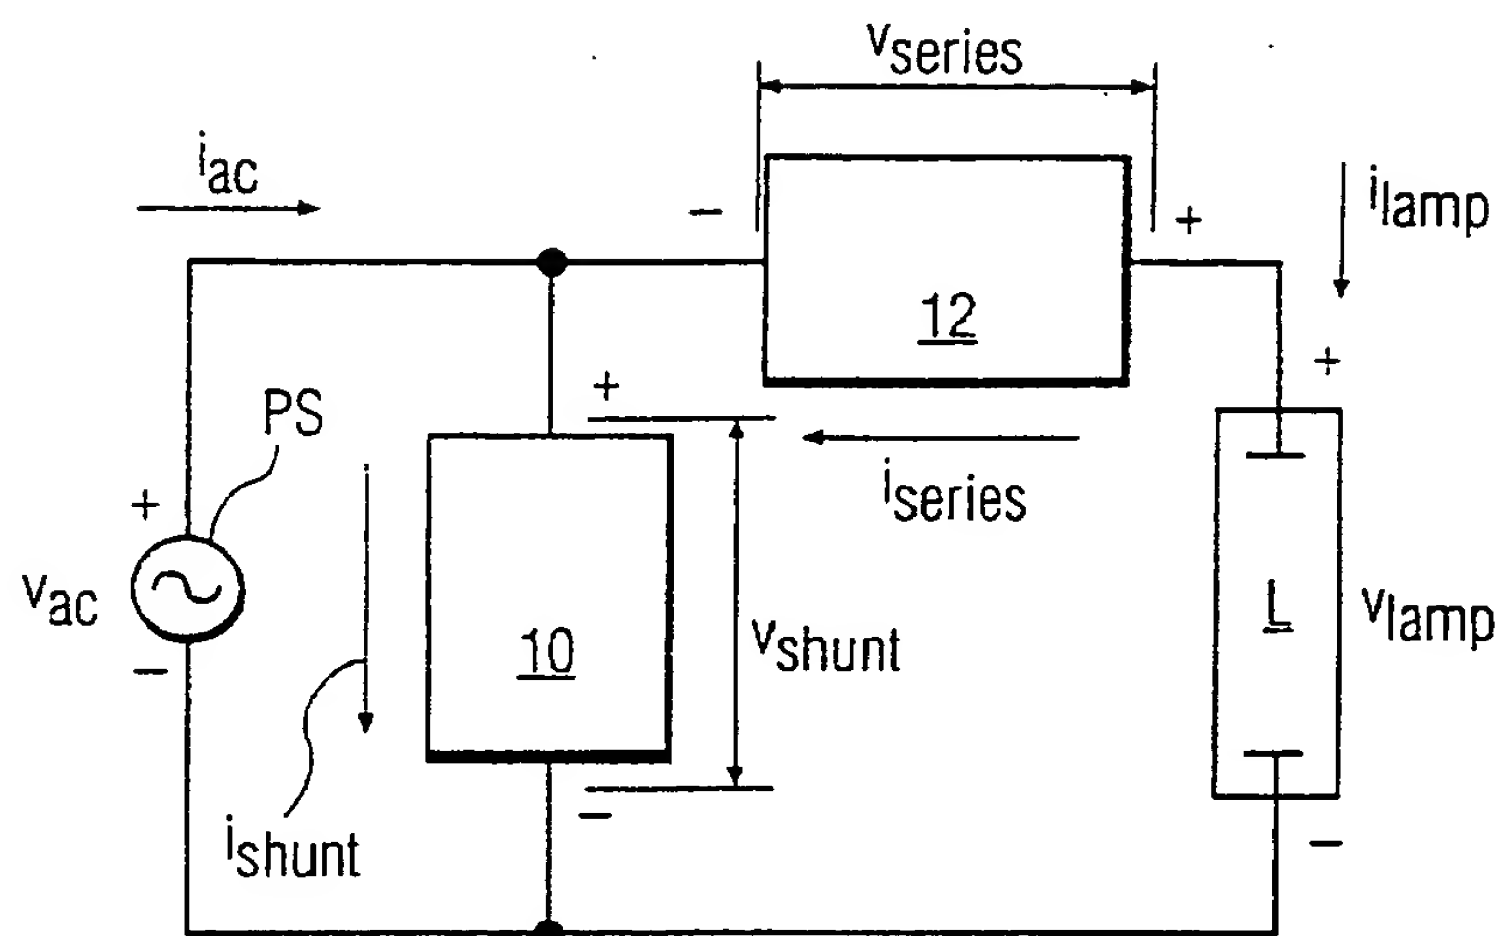 vseries
iac
ilamp
−
+
12
+
PS
+
+
iseries
vac
L
vlamp
10
vshunt
−
ishunt
−
−